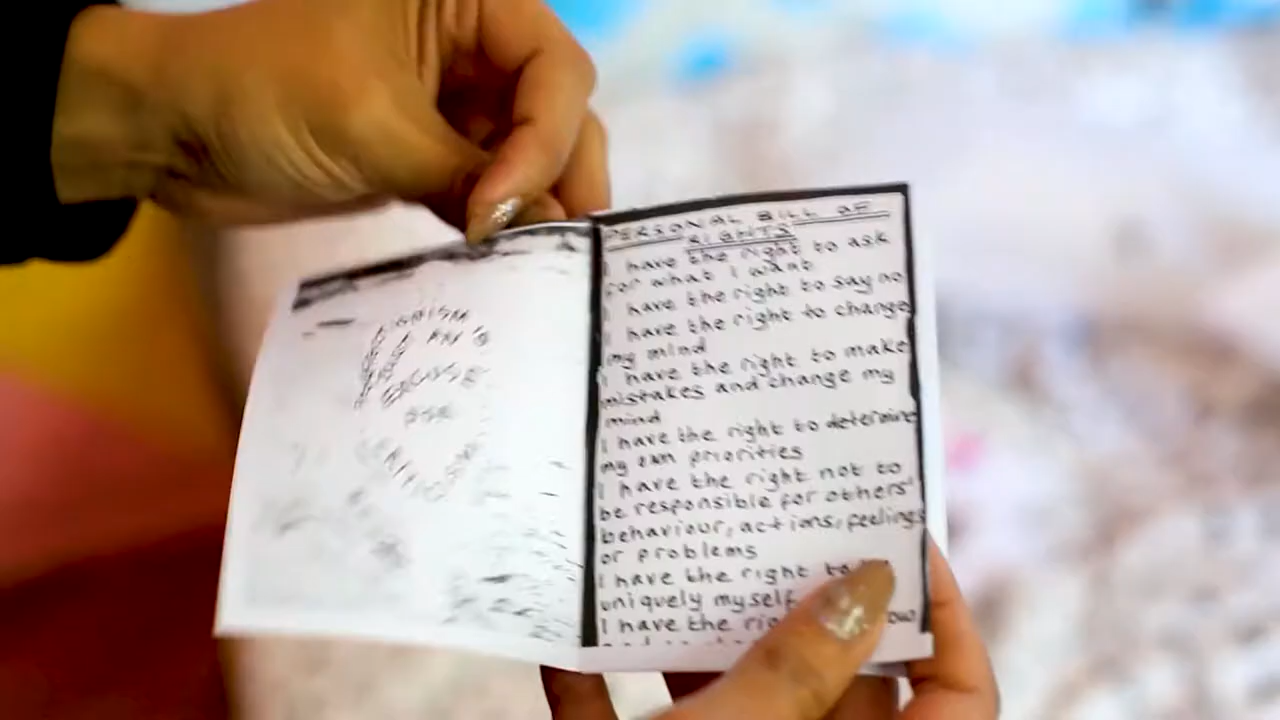 PERSONAL BILL OF
RIGHTS
I have the right to ask
for what I want
I have the right to say no
I have the right to change
my mind
I have the right to make
mistakes and change my
mind
I have the right to determine
my own priorities
I have the right not to
be responsible for others'
behaviour, actions, feelings
or problems
I have the right to
uniquely myself
I have the
EXCUSE